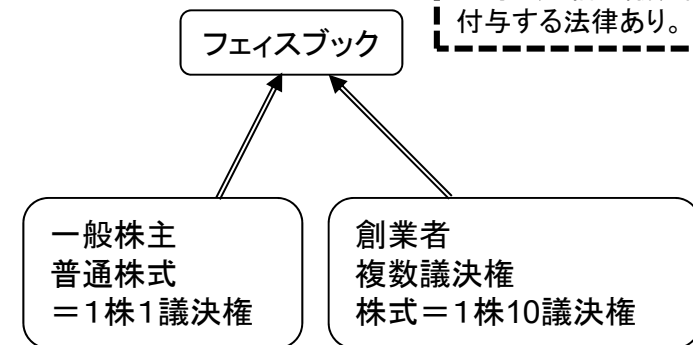 付与する法律あり。
フェィスブック
一般株主
普通株式
=1株1議決権
創業者
複数議決権
株式=1株10議決権